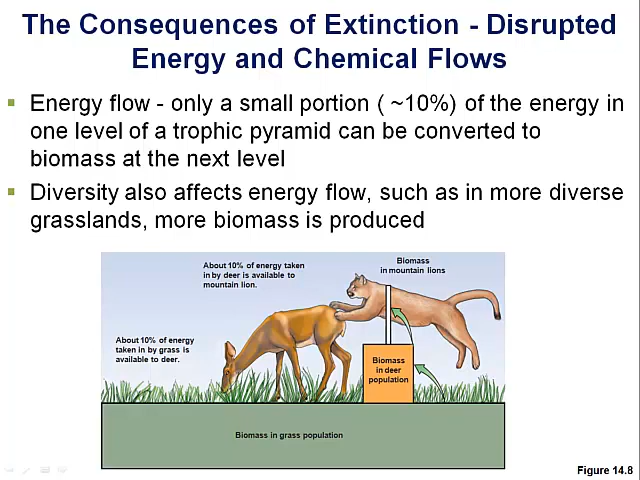 The Consequences of Extinction - Disrupted
Energy and Chemical Flows
Energy flow - only a small portion ( ~10%) of the energy in
one level of a trophic pyramid can be converted to
biomass at the next level
Diversity also affects energy flow, such as in more diverse
grasslands, more biomass is produced
About 10% of energy taken
in by deer is available to
mountain lion.
Biomass
in mountain lions
About 10% of energy
taken in by grass is
available to deer.
Biomass
in deer
population
Biomass in grass population
Figure 14.8